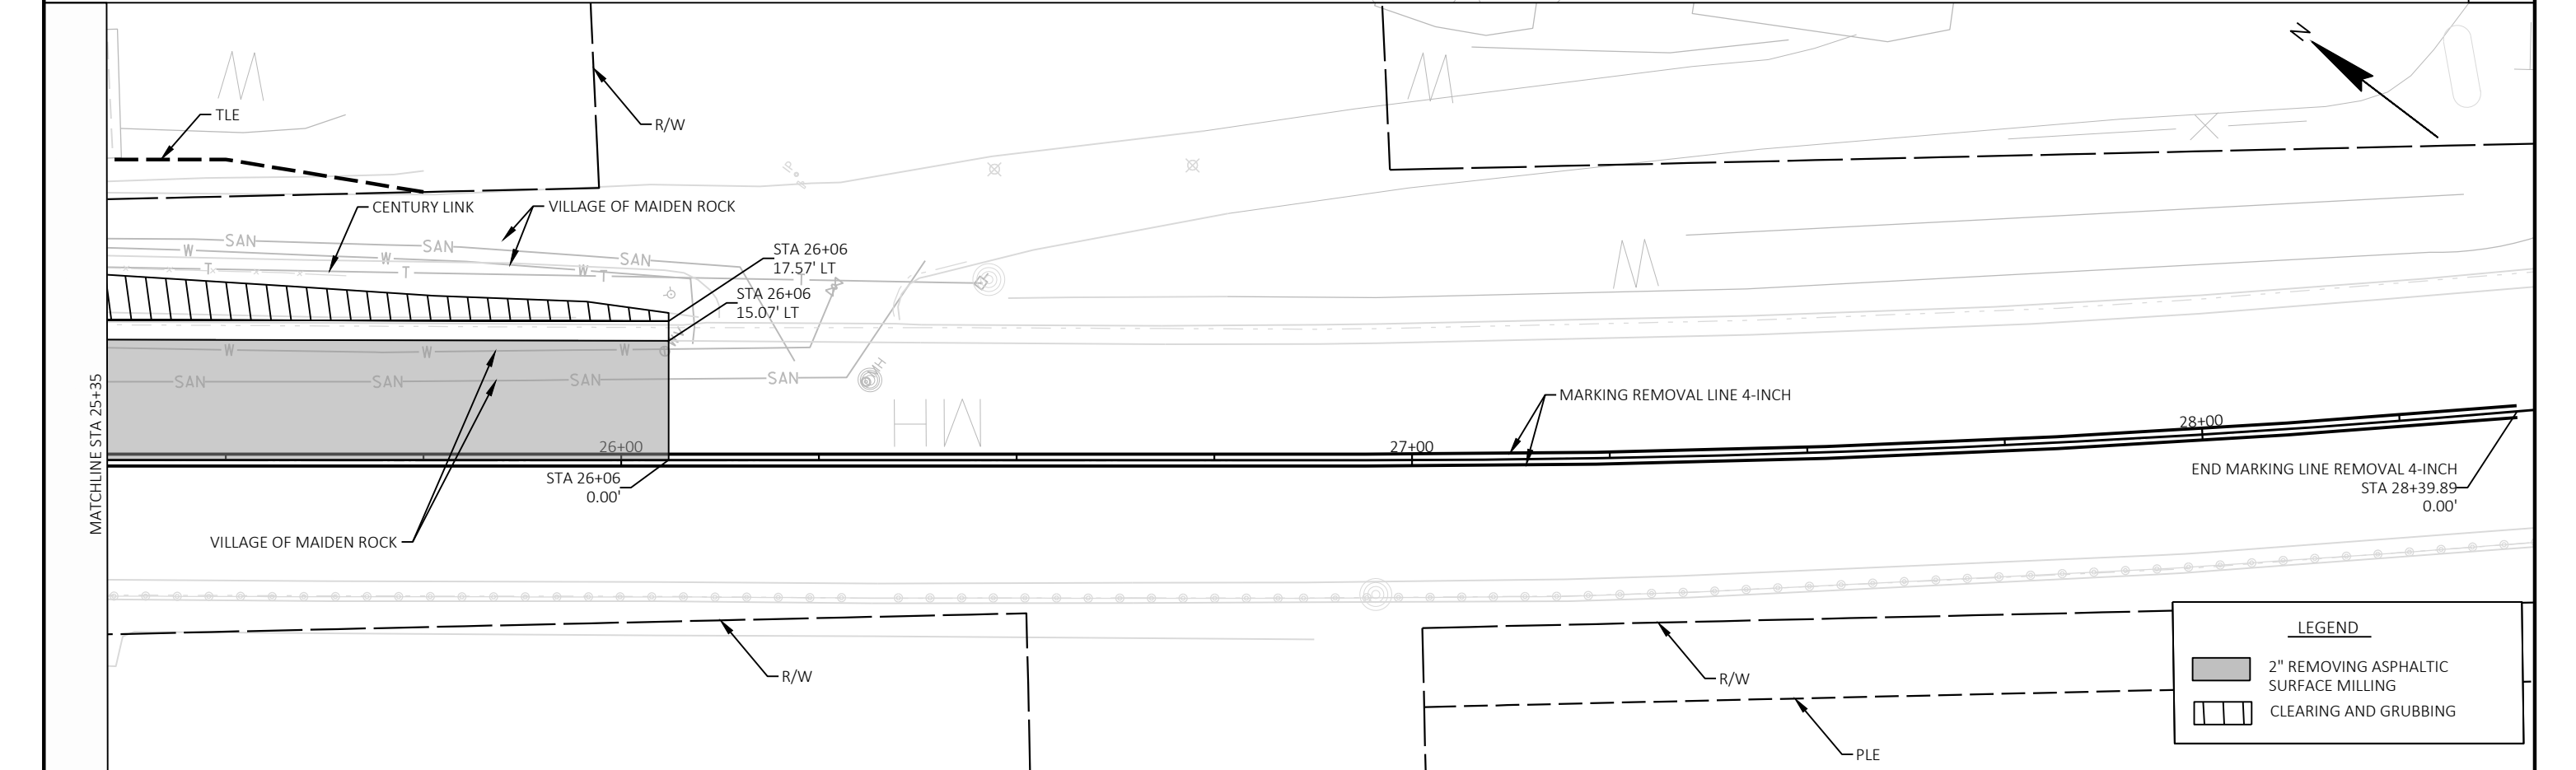 N
TLE
R/W
CENTURY LINK
VILLAGE OF MAIDEN ROCK
SAN
SAN
SAN
W
W
W
T
T
T
T
STA 26+06
17.57' LT
STA 26+06
15.07' LT
W
W
W
SAN
SAN
SAN
SAN
MH
MATCHLINE STA 25+35
MARKING REMOVAL LINE 4-INCH
26+00
27+00
28+00
STA 26+06
0.00'
END MARKING LINE REMOVAL 4-INCH
STA 28+39.89
0.00'
VILLAGE OF MAIDEN ROCK
R/W
R/W
PLE
LEGEND
2" REMOVING ASPHALTIC
SURFACE MILLING
CLEARING AND GRUBBING